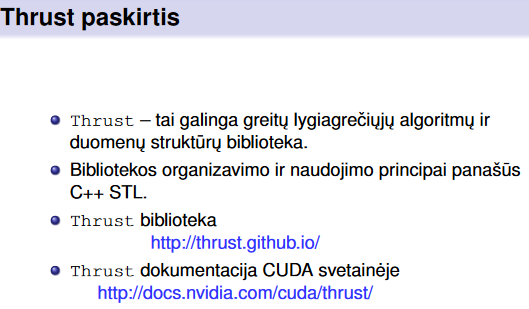 Thrust paskirtis
Thrust – tai galinga greitų lygiagrečiųjų algoritmų ir
duomenų struktūrų biblioteka.
Bibliotekos organizavimo ir naudojimo principai panašūs
C++ STL.
Thrust biblioteka
http://thrust.github.io/
Thrust dokumentacija CUDA svetainėje
http://docs.nvidia.com/cuda/thrust/